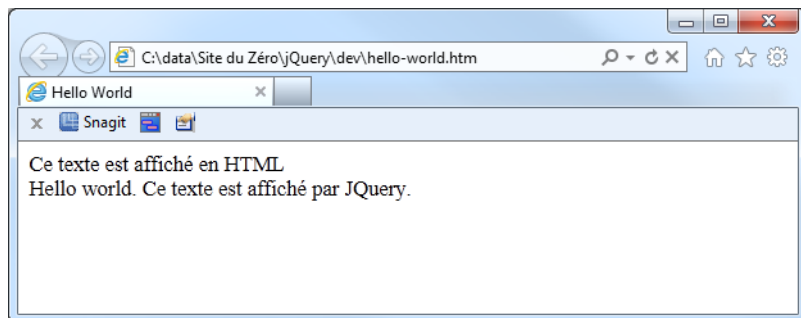 C:\data\Site du Zéro\jQuery\dev\hello-world.htm
Hello World
Snagit
Ce texte est affiché en HTML
Hello world. Ce texte est affiché par JQuery.